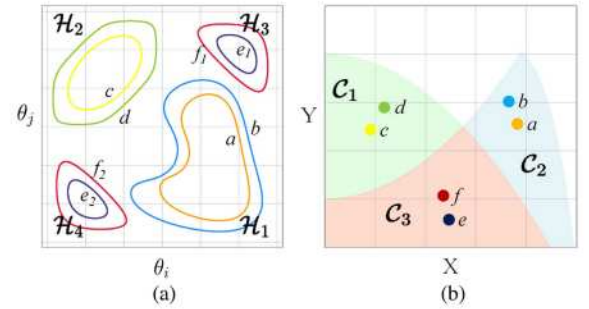 H₂
H₃
f₁
e₁
c
d
θⱼ
a
b
f₂
e₂
H₄
H₁
θᵢ
(a)
C₁
Y
d
c
b
a
C₂
f
C₃
e
X
(b)